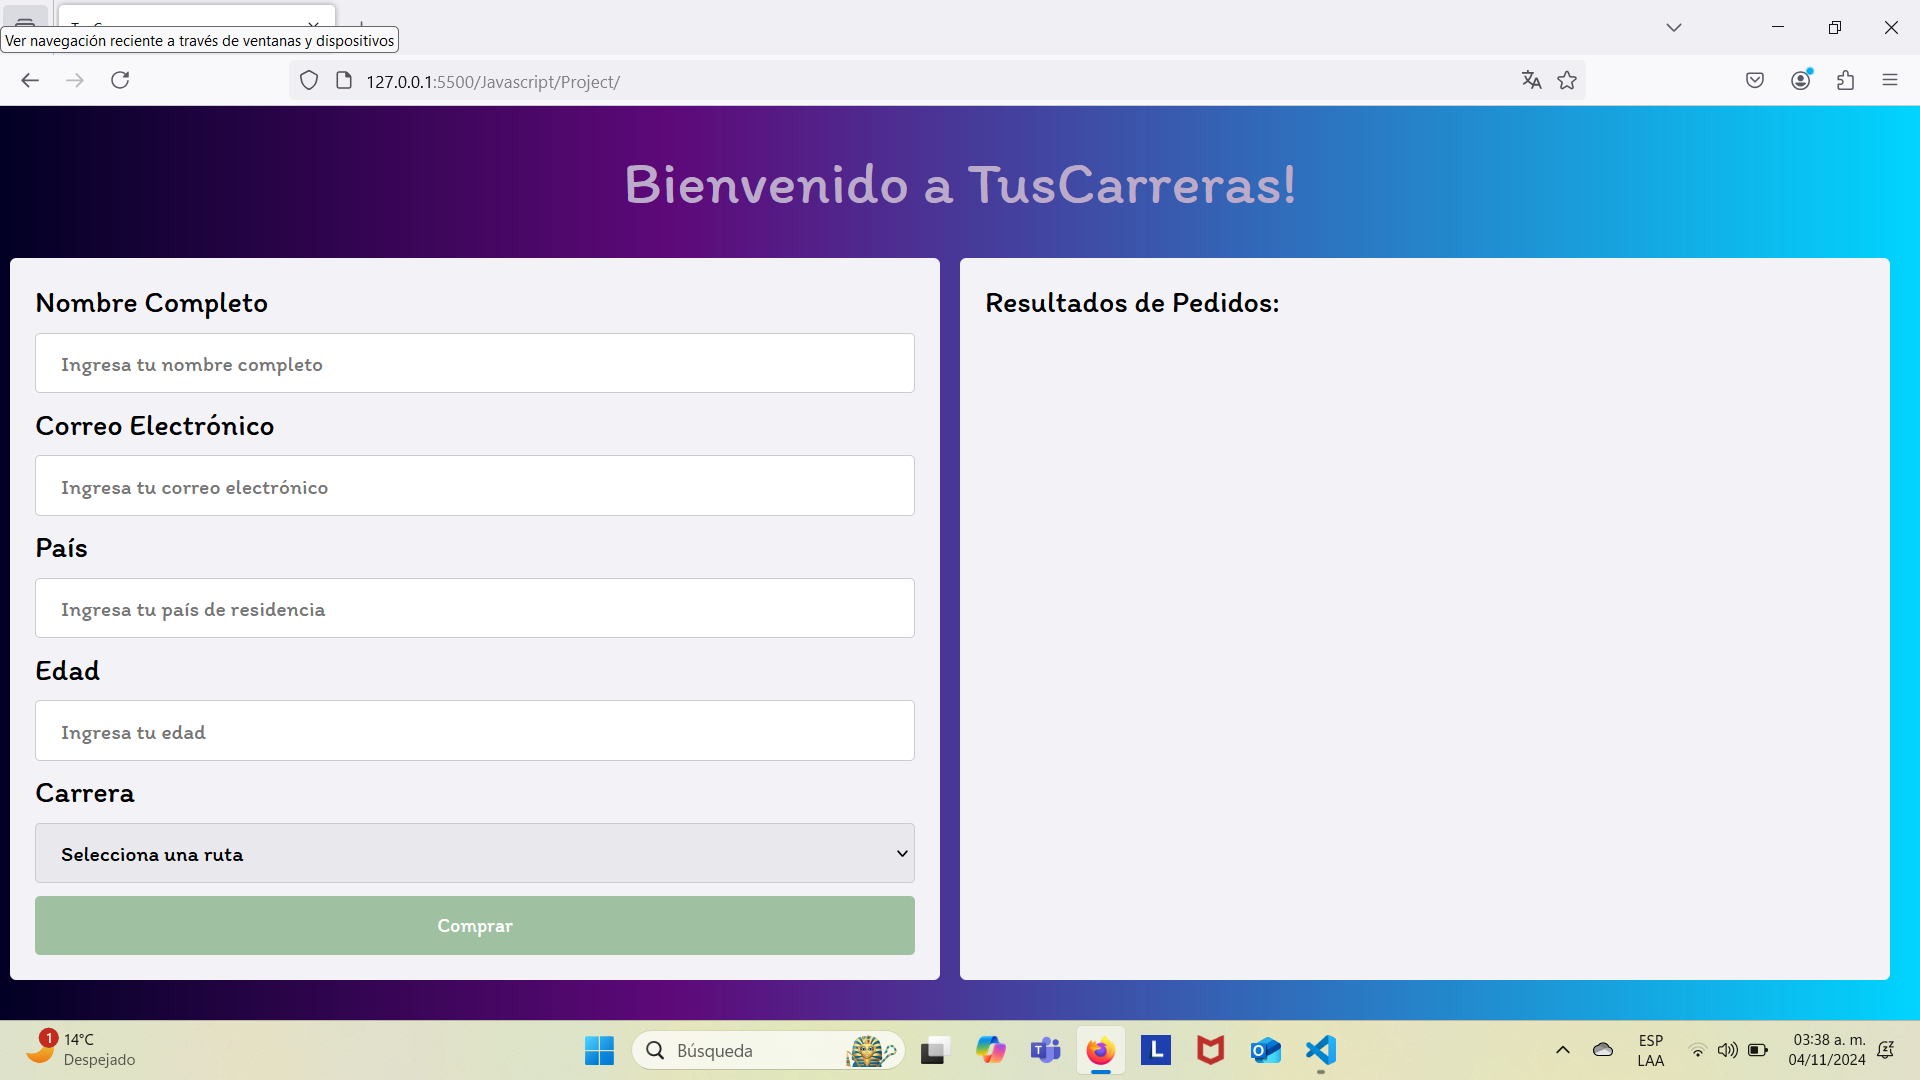 Ver navegación reciente a través de ventanas y dispositivos
127.0.0.1:5500/Javascript/Project/
Bienvenido a TusCarreras!
Nombre Completo
Ingresa tu nombre completo
Correo Electrónico
Ingresa tu correo electrónico
País
Ingresa tu país de residencia
Edad
Ingresa tu edad
Carrera
Selecciona una ruta
Comprar
Resultados de Pedidos:
1
14°C
Despejado
Búsqueda
ESP
LAA
03:38 a. m.
04/11/2024